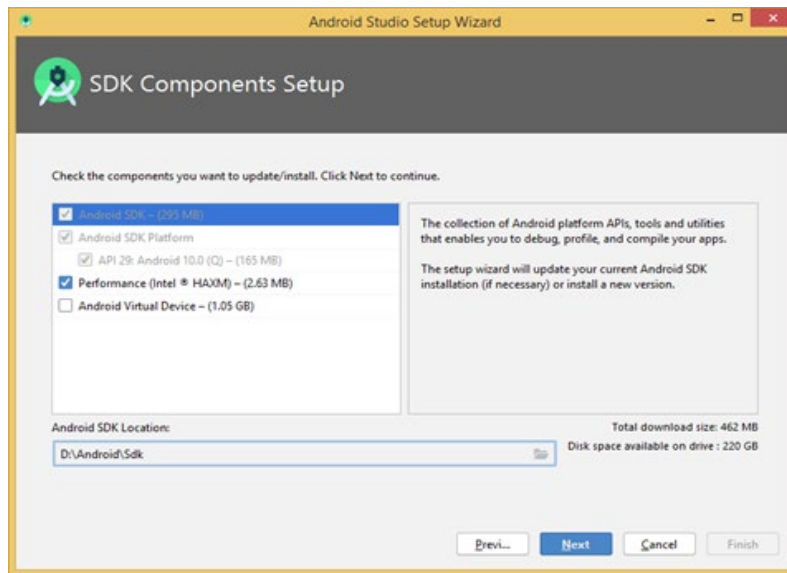 Android Studio Setup Wizard
SDK Components Setup
Check the components you want to update/install. Click Next to continue.
Android SDK – (295 MB)
Android SDK Platform
API 29: Android 10.0 (Q) – (165 MB)
Performance (Intel ® HAXM) – (2.63 MB)
Android Virtual Device – (1.05 GB)
The collection of Android platform APIs, tools and utilities
that enables you to debug, profile, and compile your apps.
The setup wizard will update your current Android SDK
installation (if necessary) or install a new version.
Android SDK Location:
Total download size: 462 MB
D:\Android\Sdk
Disk space available on drive : 220 GB
Previ...
Next
Cancel
Finish